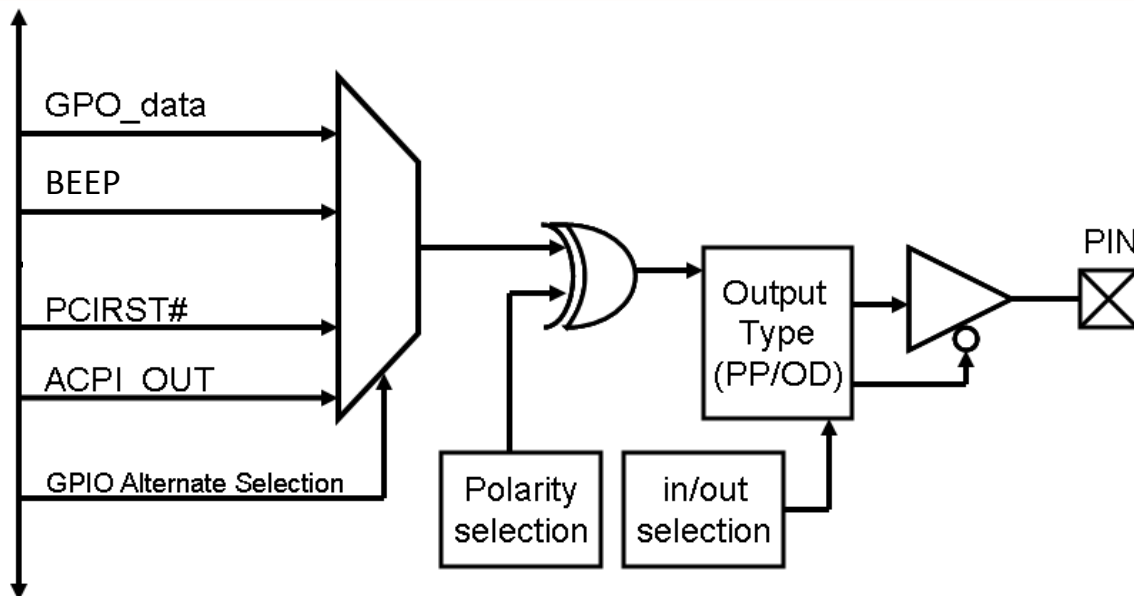 GPO_data
BEEP
PCIRST#
ACPI_OUT
GPIO Alternate Selection
Polarity
selection
in/out
selection
Output
Type
(PP/OD)
PIN